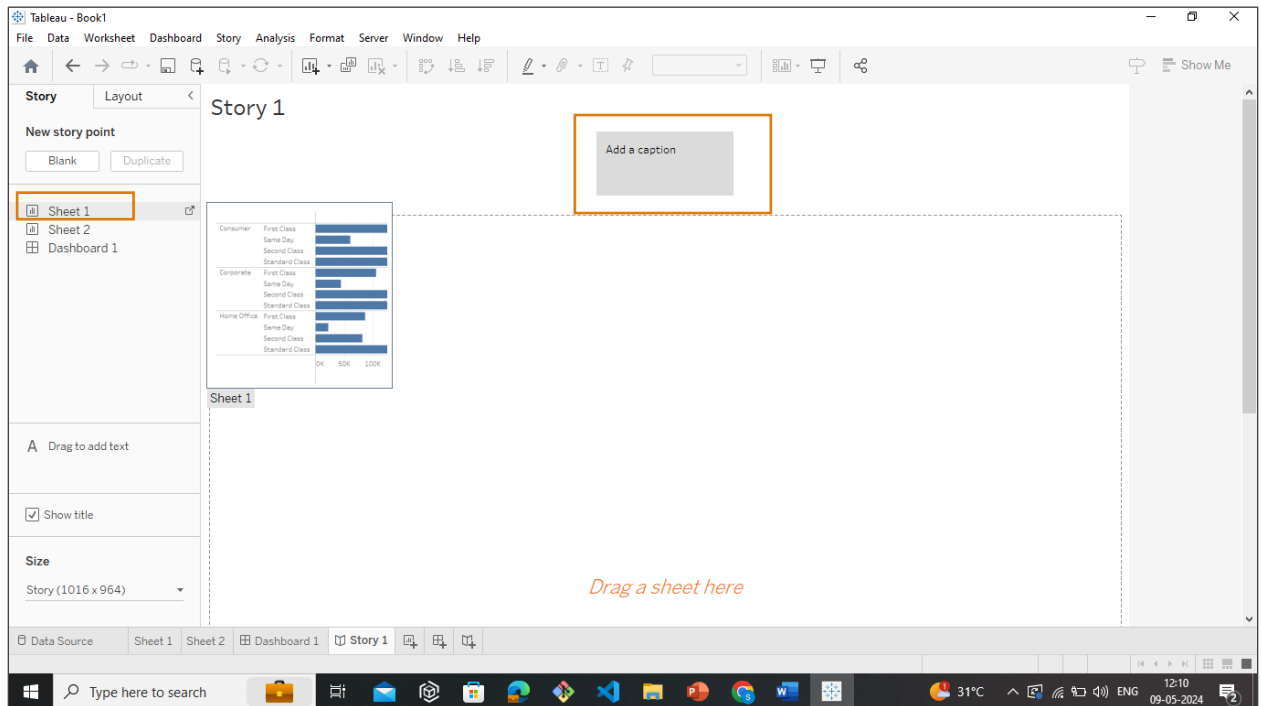 Tableau - Book1
File Data Worksheet Dashboard Story Analysis Format Server Window Help
Show Me
Story Layout
New story point
Blank Duplicate
Sheet 1
Sheet 2
Dashboard 1
Drag to add text
Show title
Size
Story (1016 x 964)
Story 1
Add a caption
Consumer First Class
Same Day
Second Class
Standard Class
Corporate First Class
Same Day
Second Class
Standard Class
Home Office First Class
Same Day
Second Class
Standard Class
0K 50K 100K
Sheet 1
Drag a sheet here
Data Source Sheet 1 Sheet 2 Dashboard 1 Story 1
Type here to search
31°C ENG 12:10
09-05-2024